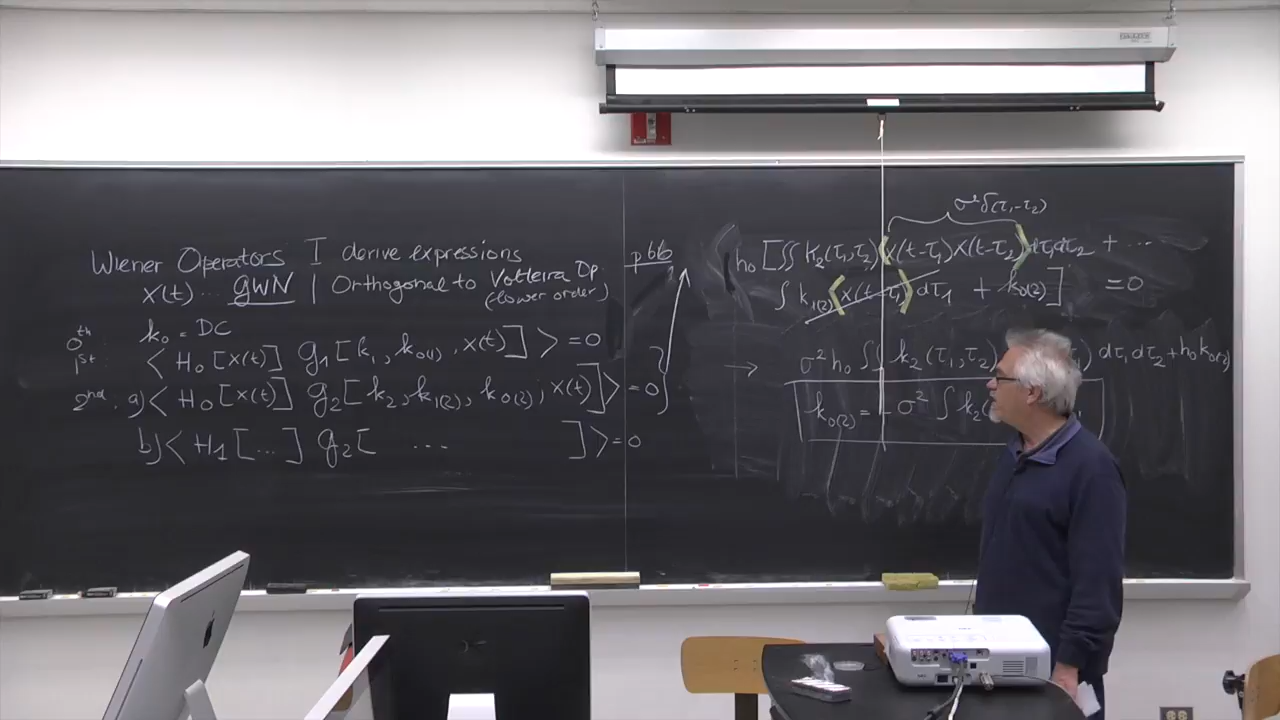 Wiener Operators I derive expressions
x(t) ... GWN | Orthogonal to Volterra Op.
(lower order)
0th: k₀ = DC
1st: < H₀[x(t)] g₁[k₁, k₀₍₁₎, x(t)] > = 0
2nd. a) < H₀[x(t)] g₂[k₂, k₁₍₂₎, k₀₍₂₎; x(t)] > = 0
b) < H₁[...] g₂[ ... ] > = 0
p66
σ²δ(τ₁-τ₂)
h₀ [∫∫ k₂(τ₁,τ₂) ⟨x(t-τ₁)x(t-τ₂)⟩ dτ₁dτ₂ + ...
∫ k₁₍₂₎ ⟨x(t-τ₁)⟩ dτ₁ + k₀₍₂₎] = 0
→ σ² h₀ ∫∫ k₂(τ₁,τ₂) ) dτ₁dτ₂ + h₀ k₀₍₂₎
k₀₍₂₎ = - σ² ∫ k₂(